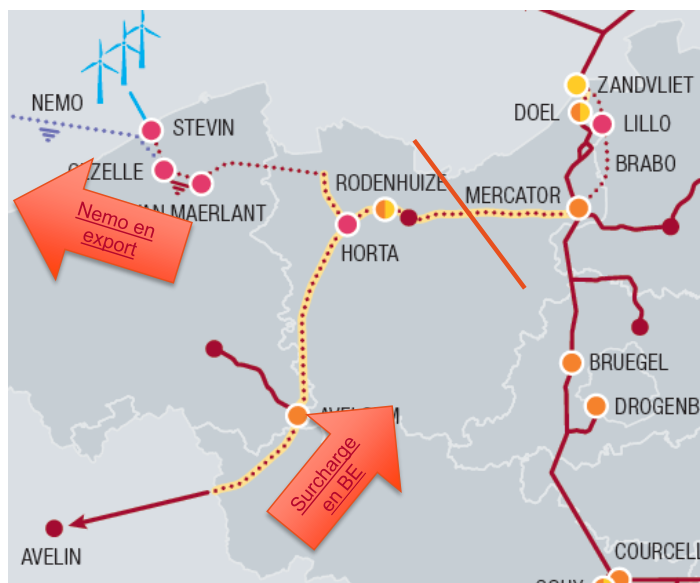 ZANDVLIET
NEMO
DOEL
LILLO
STEVIN
BRABO
RODENHUIZE
MERCATOR
Nemo en
export
HORTA
BRUEGEL
DROGENB
Surcharge
en BE
AVELIN
COURCELL